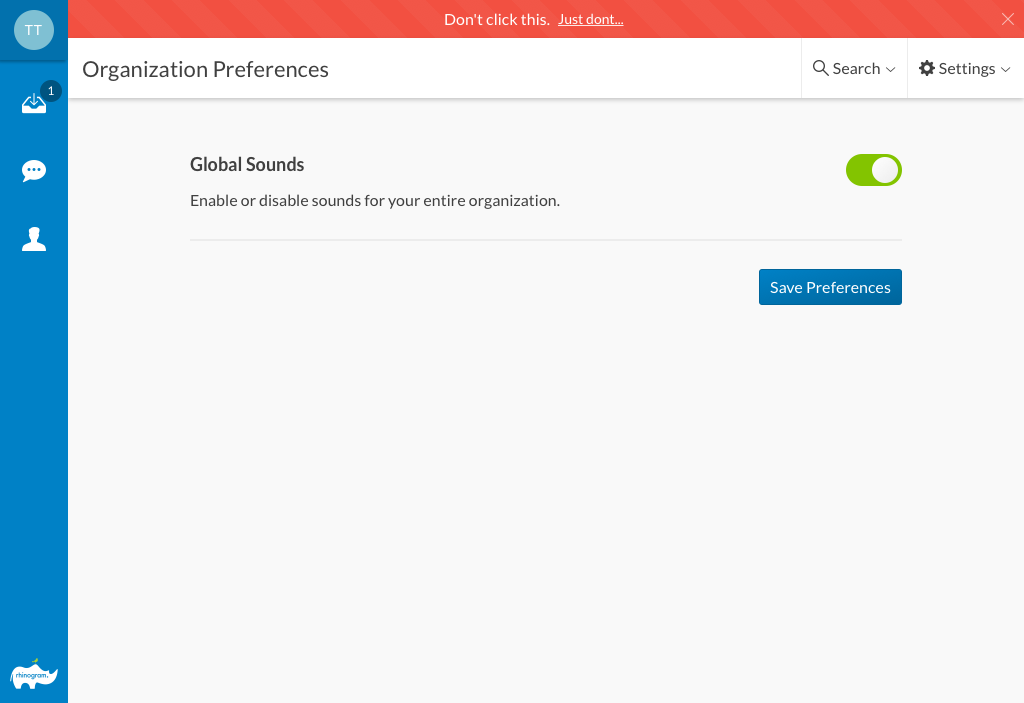 TT
Don't click this. Just dont...
Organization Preferences
Search
Settings
1
Global Sounds
Enable or disable sounds for your entire organization.
Save Preferences
rhinogram.